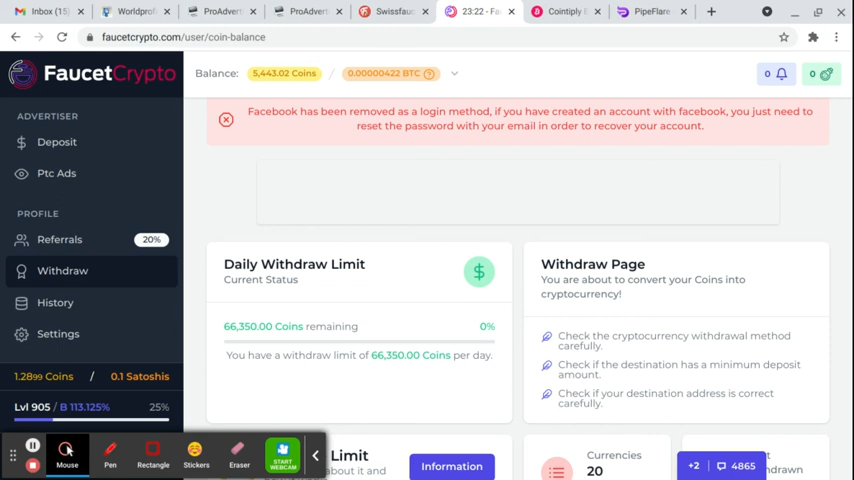 Inbox (15)
Worldprofi
ProAdvert
ProAdvert
Swissfauc
23:22 - Fa
Cointiply
PipeFlare
faucetcrypto.com/user/coin-balance
FaucetCrypto
Balance:
5,443.02 Coins
/
0.00000422 BTC
0
0
Facebook has been removed as a login method, if you have created an account with facebook, you just need to
reset the password with your email in order to recover your account.
ADVERTISER
Deposit
Ptc Ads
PROFILE
Referrals
20%
Withdraw
History
Settings
1.2899 Coins / 0.1 Satoshis
Lvl 905 / B 113.125% 25%
Daily Withdraw Limit
Current Status
66,350.00 Coins remaining
0%
You have a withdraw limit of 66,350.00 Coins per day.
Withdraw Page
You are about to convert your Coins into
cryptocurrency!
Check the cryptocurrency withdrawal method
carefully.
Check if the destination has a minimum deposit
amount.
Check if your destination address is correct
carefully.
Limit
about it and
Information
Currencies
20
+2
4865
Mouse
Pen
Rectangle
Stickers
Eraser
START
WEBCAM